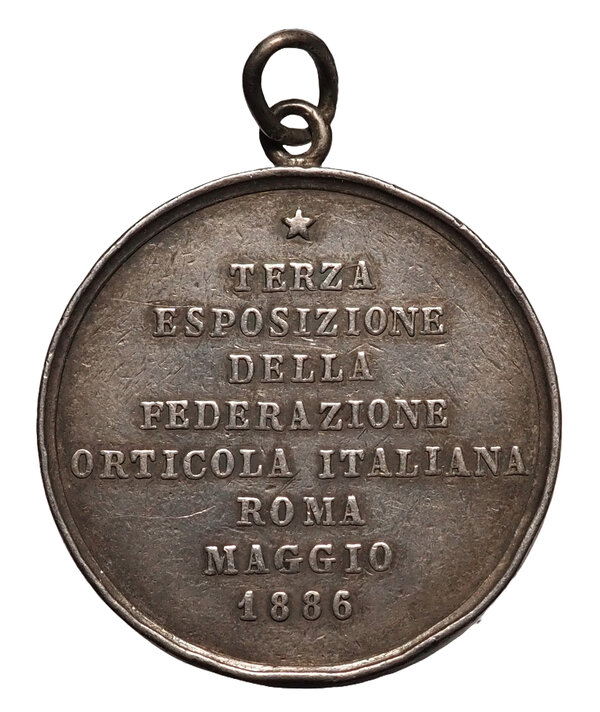 TERZA
ESPOSIZIONE
DELLA
FEDERAZIONE
ORTICOLA ITALIANA
ROMA
MAGGIO
1886